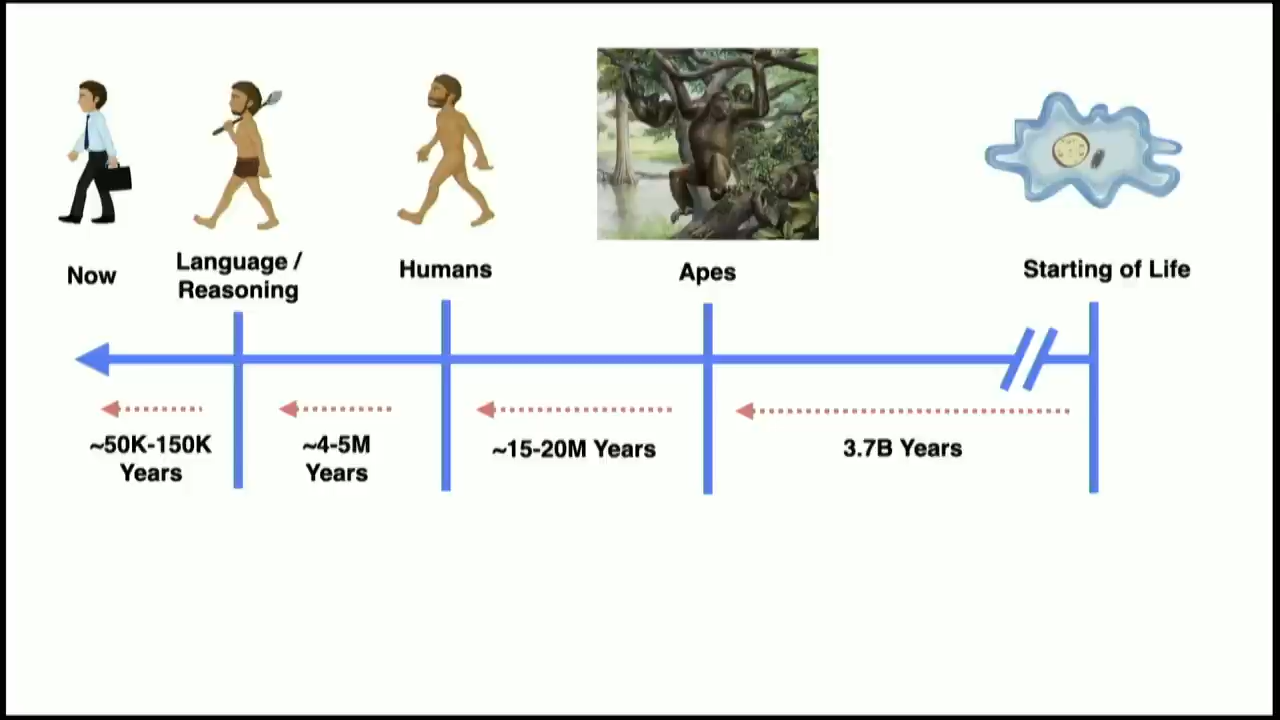 Now
Language /
Reasoning
Humans
Apes
Starting of Life
~50K-150K
Years
~4-5M
Years
~15-20M Years
3.7B Years